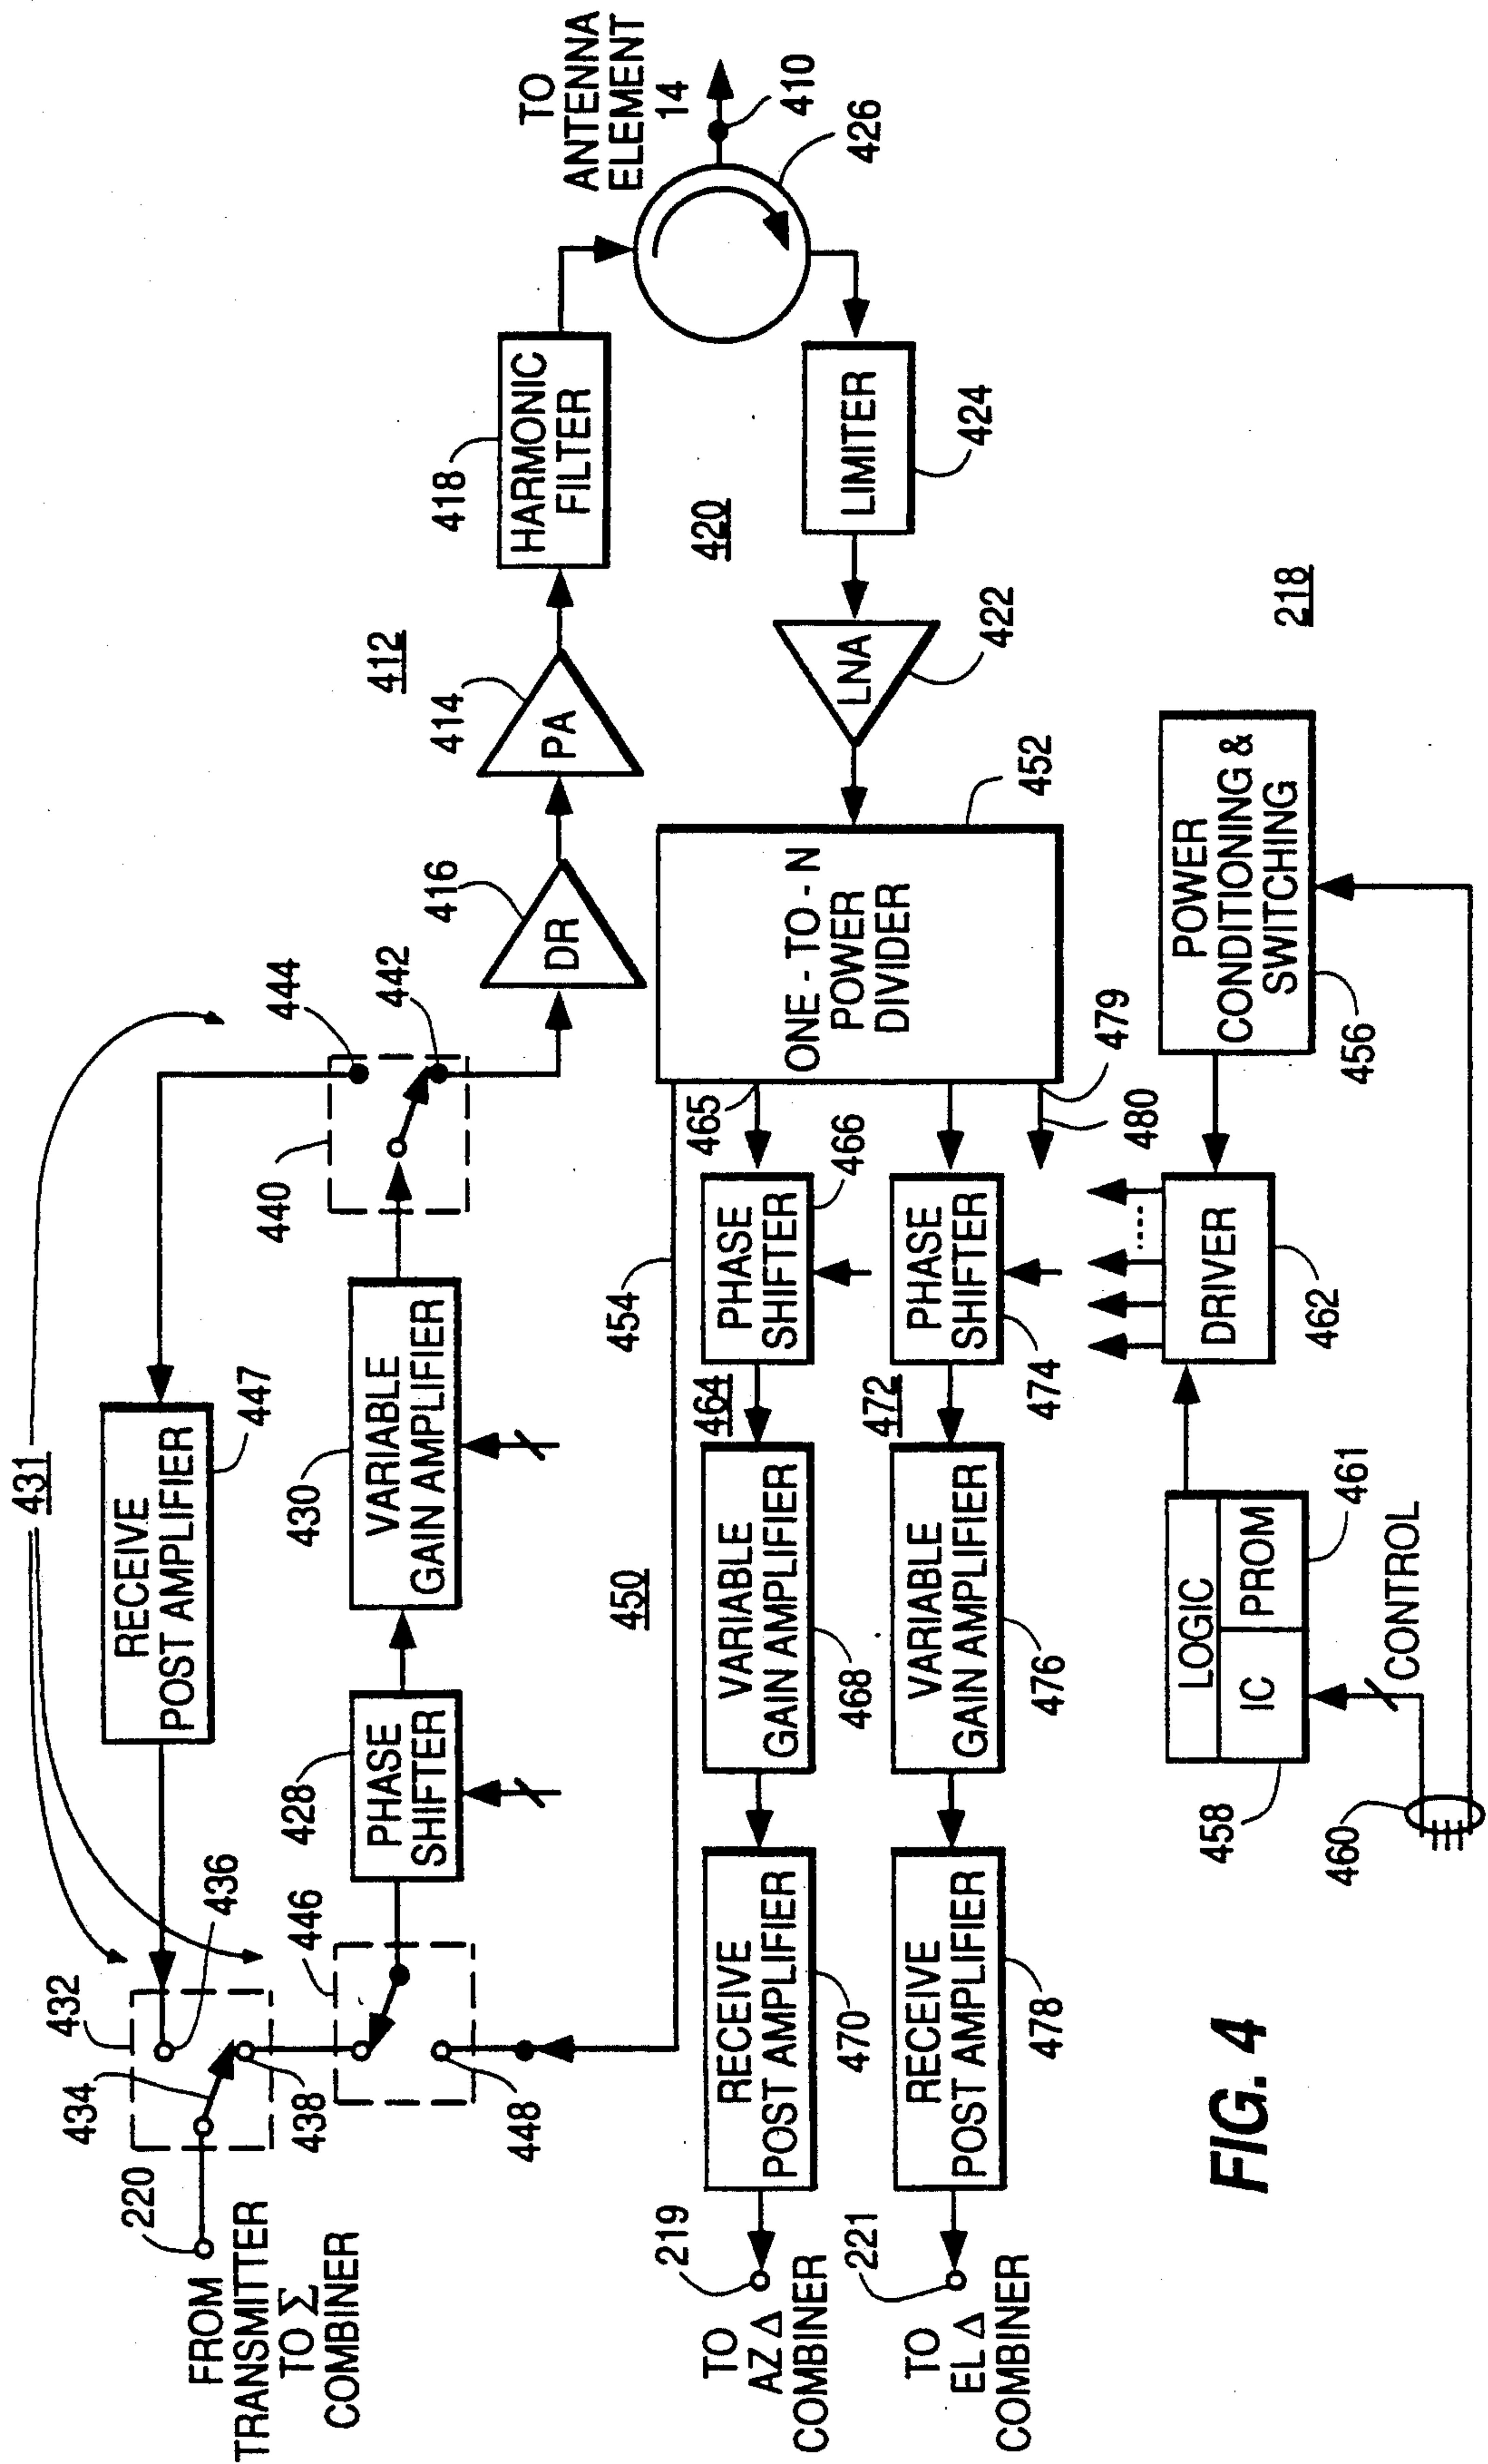 431
432
434
436
438
220
FROM
TRANSMITTER
TO Σ
COMBINER
RECEIVE
POST AMPLIFIER
447
444
442
440
446
448
428
PHASE
SHIFTER
430
VARIABLE
GAIN AMPLIFIER
416
DR
412
414
PA
418
HARMONIC
FILTER
TO
ANTENNA
ELEMENT
14
410
426
420
LIMITER
424
LNA
422
ONE - TO - N
POWER
DIVIDER
452
454
450
465
PHASE
SHIFTER
466
464
VARIABLE
GAIN AMPLIFIER
468
RECEIVE
POST AMPLIFIER
470
219
TO
AZ Δ
COMBINER
PHASE
SHIFTER
474
472
VARIABLE
GAIN AMPLIFIER
476
RECEIVE
POST AMPLIFIER
478
221
TO
EL Δ
COMBINER
479
480
POWER
CONDITIONING &
SWITCHING
456
218
DRIVER
462
LOGIC
IC
PROM
461
458
CONTROL
460
FIG. 4